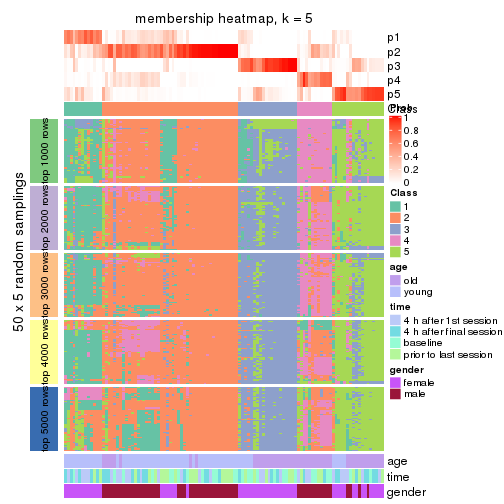 membership heatmap, k = 5
p1
p2
p3
p4
p5
Class
Prob
1
0.8
0.6
0.4
0.2
0
Class
1
2
3
4
5
age
old
young
time
4 h after 1st session
4 h after final session
baseline
prior to last session
gender
female
male
50 x 5 random samplings
top 1000 rows
top 2000 rows
top 3000 rows
top 4000 rows
top 5000 rows
age
time
gender